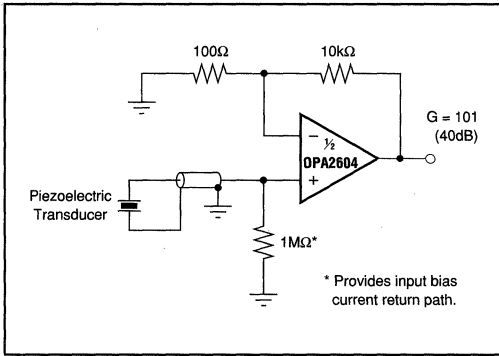 100Ω
10kΩ
G = 101
(40dB)
–
½
OPA2604
+
Piezoelectric
Transducer
1MΩ*
* Provides input bias
current return path.